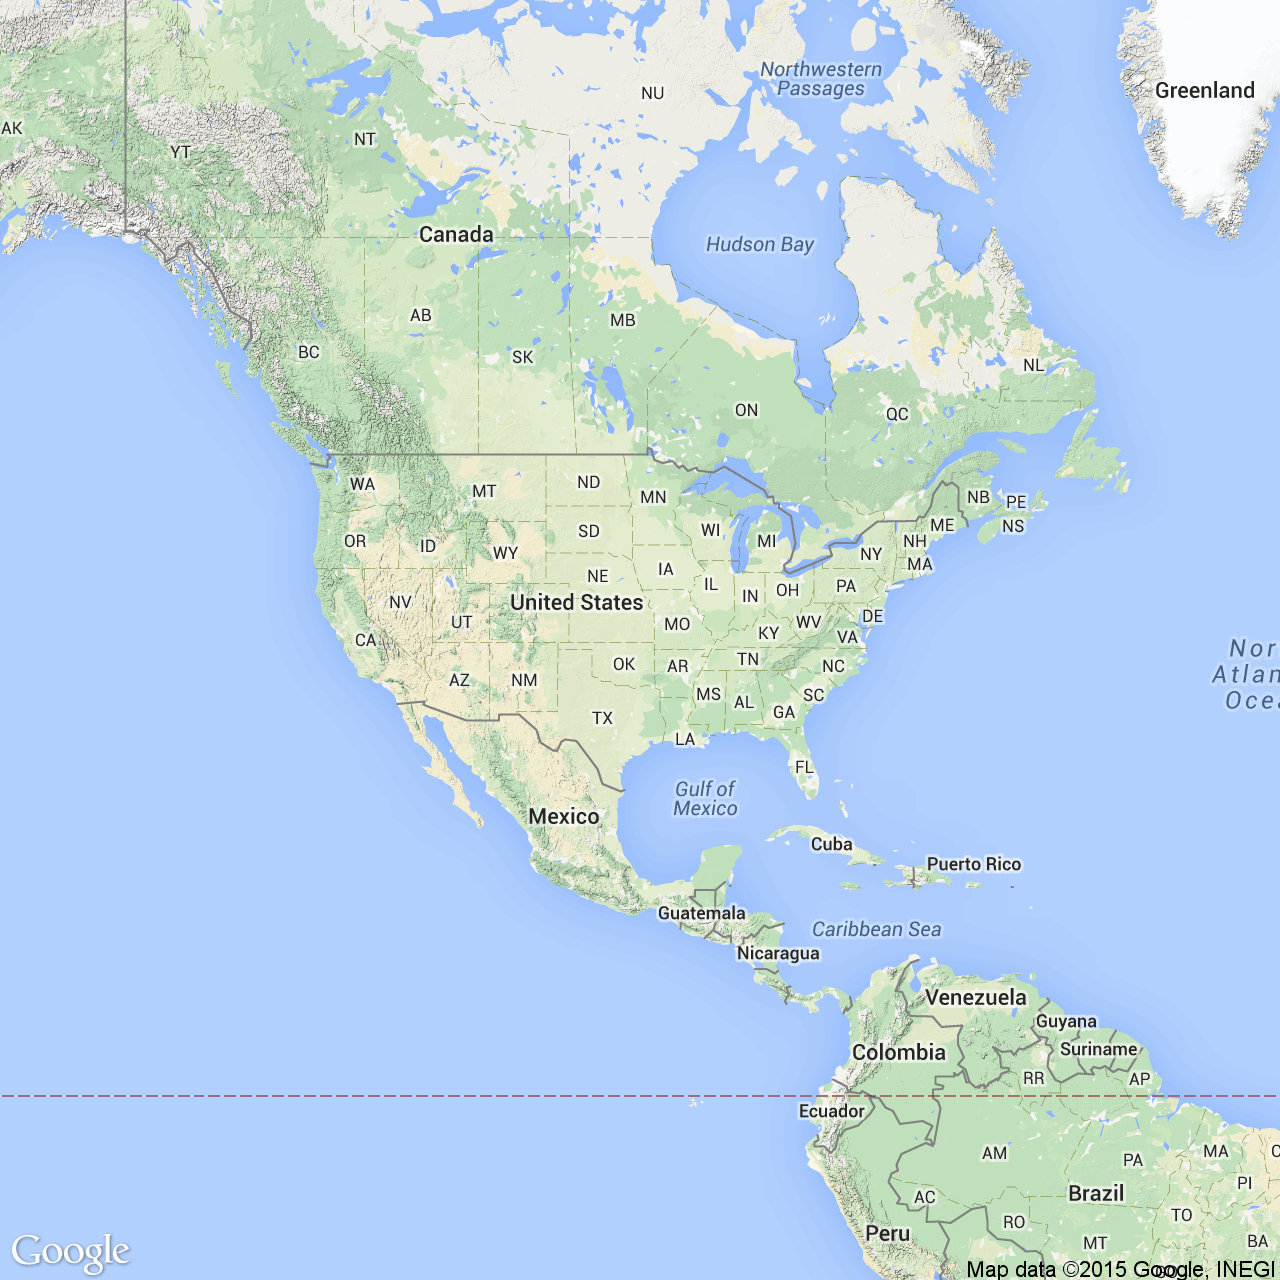 Northwestern
Passages
Greenland
NU
AK
YT
NT
Canada
Hudson Bay
AB
MB
BC
SK
NL
ON
QC
WA
MT
ND
MN
NB
PE
NS
OR
ID
WY
SD
WI
MI
NY
NH
ME
MA
NE
IA
IL
IN
OH
PA
NV
UT
United States
MO
KY
WV
VA
DE
CA
AZ
NM
OK
AR
TN
NC
TX
MS
AL
GA
SC
LA
FL
Gulf of
Mexico
Mexico
Cuba
Puerto Rico
Guatemala
Caribbean Sea
Nicaragua
Venezuela
Guyana
Suriname
Colombia
RR
AP
Ecuador
AM
PA
MA
AC
Brazil
PI
TO
RO
MT
BA
Peru
Nor
Atlan
Ocea
Google
Map data ©2015 Google, INEGI